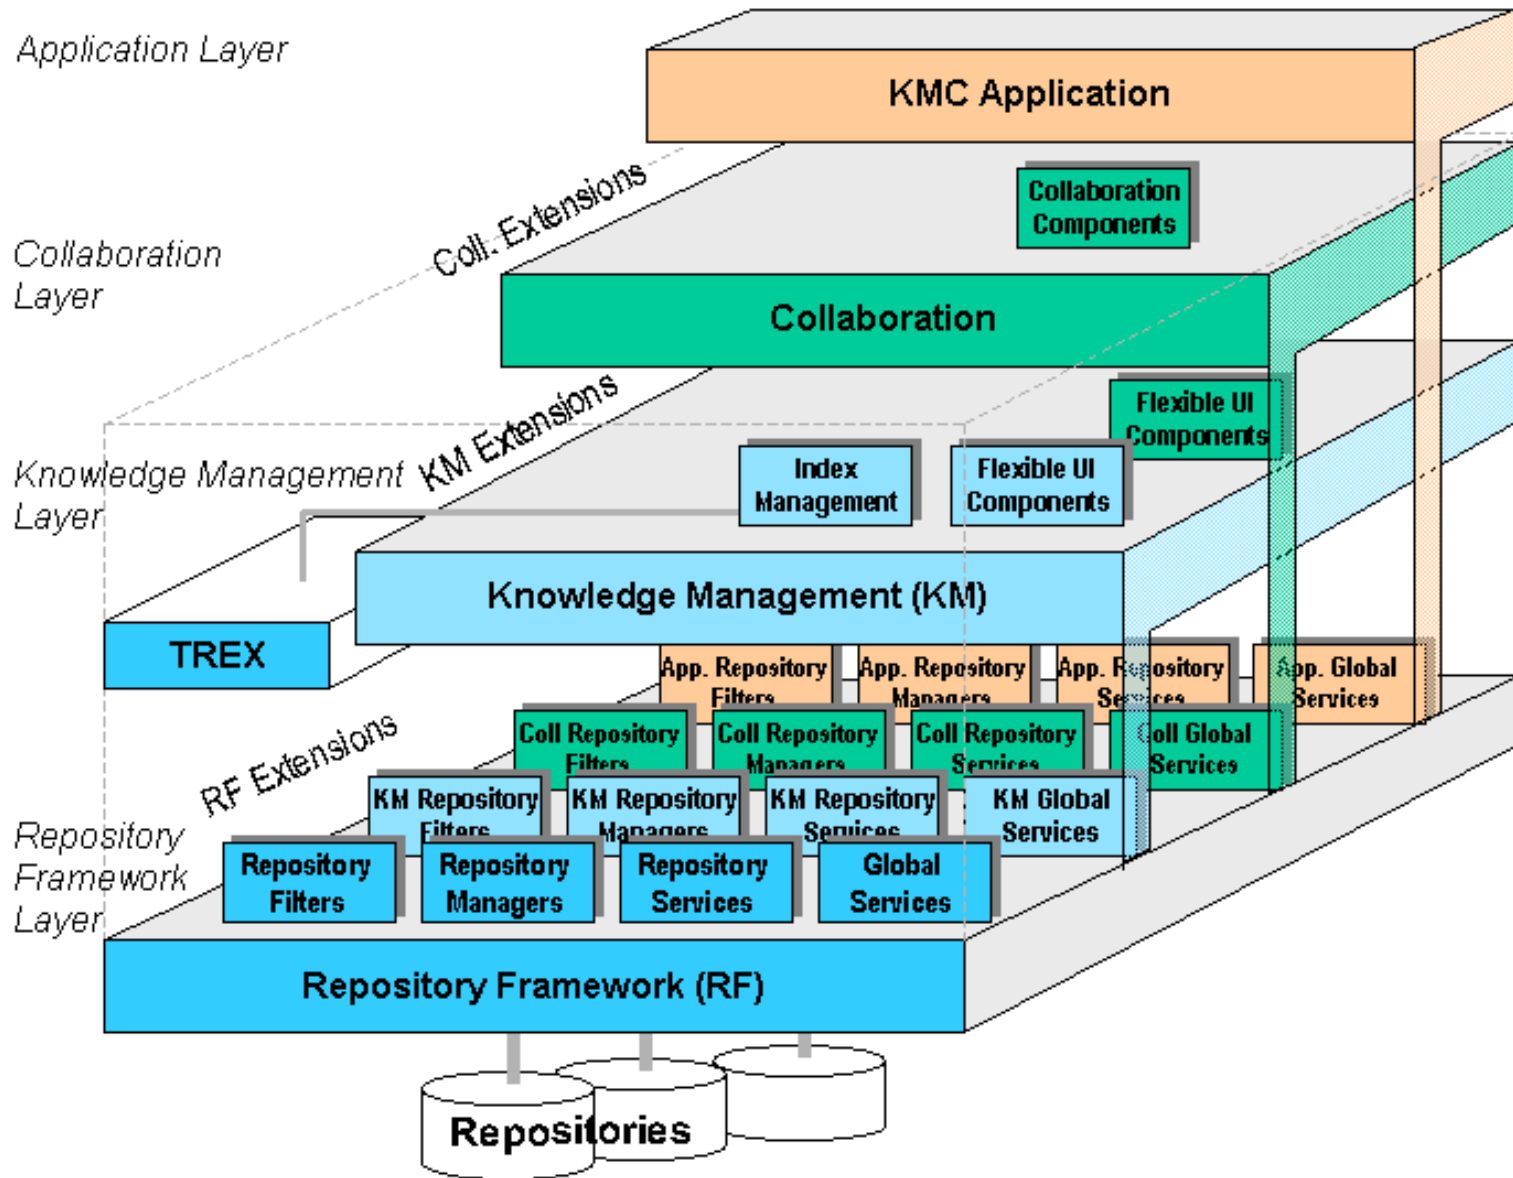 Application Layer
KMC Application
Coll. Extensions
Collaboration
Components
Collaboration
Layer
Collaboration
KM Extensions
Flexible UI
Components
Knowledge Management
Layer
Index
Management
Flexible UI
Components
Knowledge Management (KM)
TREX
App. Repository
Filters
App. Repository
Managers
App. Repository
Services
App. Global
Services
RF Extensions
Coll Repository
Filters
Coll Repository
Managers
Coll Repository
Services
Coll Global
Services
KM Repository
Filters
KM Repository
Managers
KM Repository
Services
KM Global
Services
Repository
Framework
Layer
Repository
Filters
Repository
Managers
Repository
Services
Global
Services
Repository Framework (RF)
Repositories